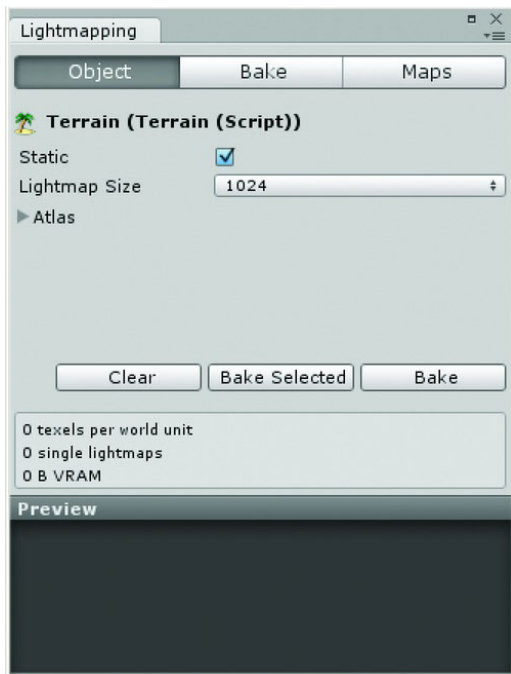 Lightmapping
Object Bake Maps
Terrain (Terrain (Script))
Static
Lightmap Size 1024
Atlas
Clear Bake Selected Bake
0 texels per world unit
0 single lightmaps
0 B VRAM
Preview